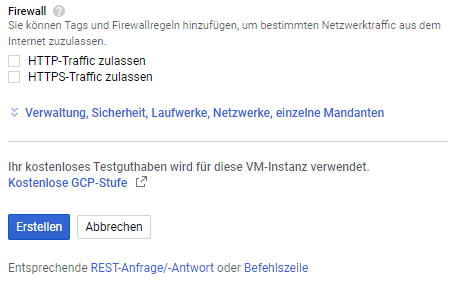 Firewall
Sie können Tags und Firewallregeln hinzufügen, um bestimmten Netzwerktraffic aus dem
Internet zuzulassen.
HTTP-Traffic zulassen
HTTPS-Traffic zulassen
Verwaltung, Sicherheit, Laufwerke, Netzwerke, einzelne Mandanten
Ihr kostenloses Testguthaben wird für diese VM-Instanz verwendet.
Kostenlose GCP-Stufe
Erstellen Abbrechen
Entsprechende REST-Anfrage/-Antwort oder Befehlszeile